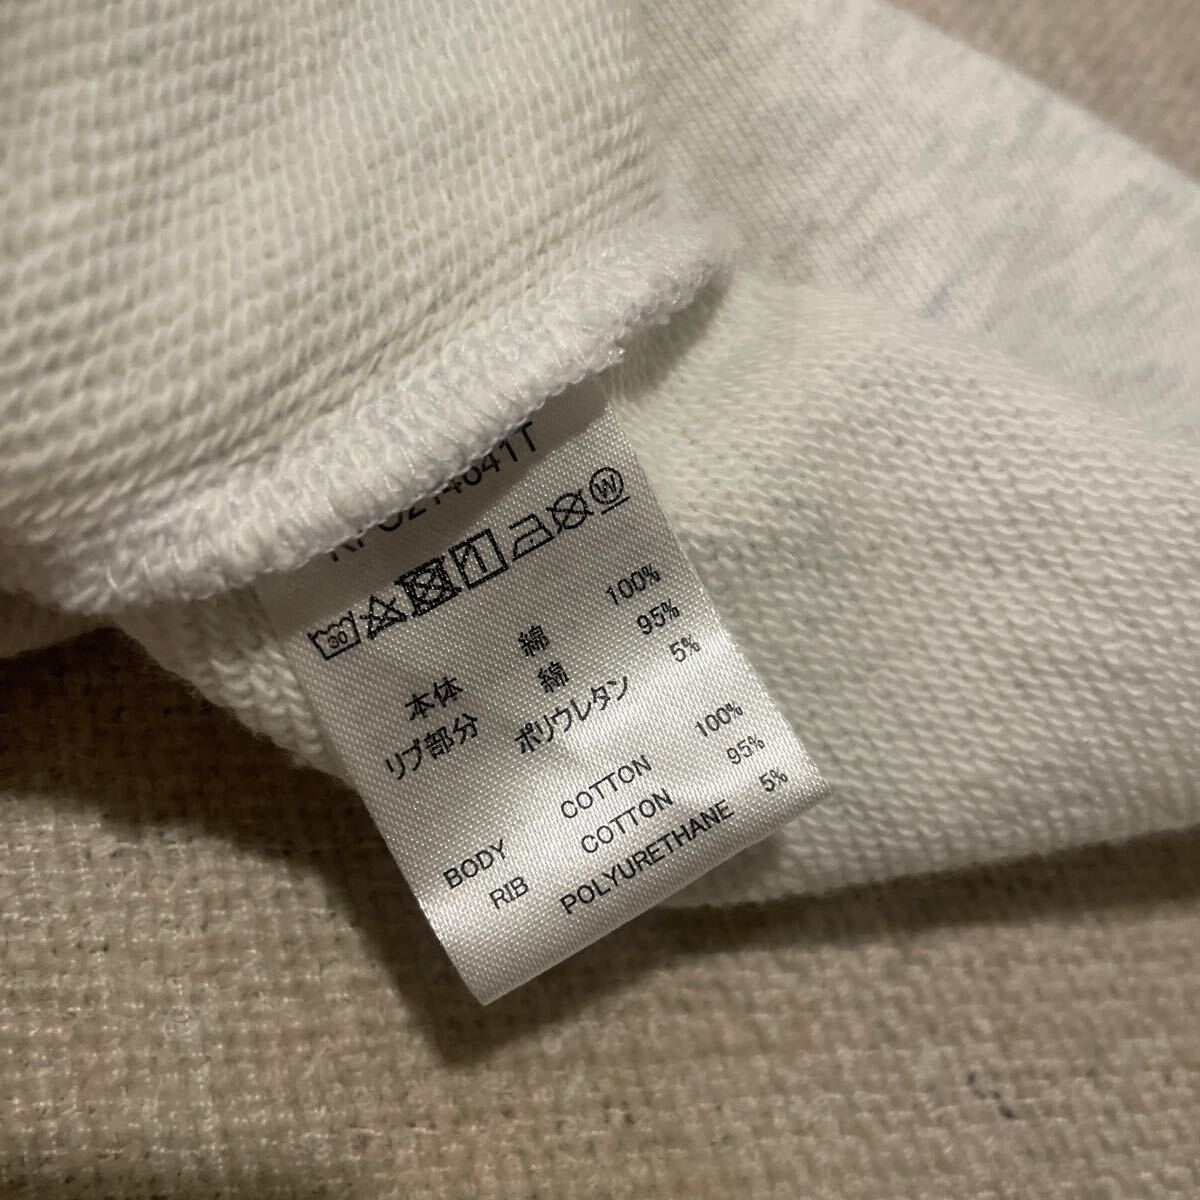 30 W
本体 綿 100%
リブ部分 綿 95%
ポリウレタン 5%
BODY COTTON 100%
RIB COTTON 95%
POLYURETHANE 5%